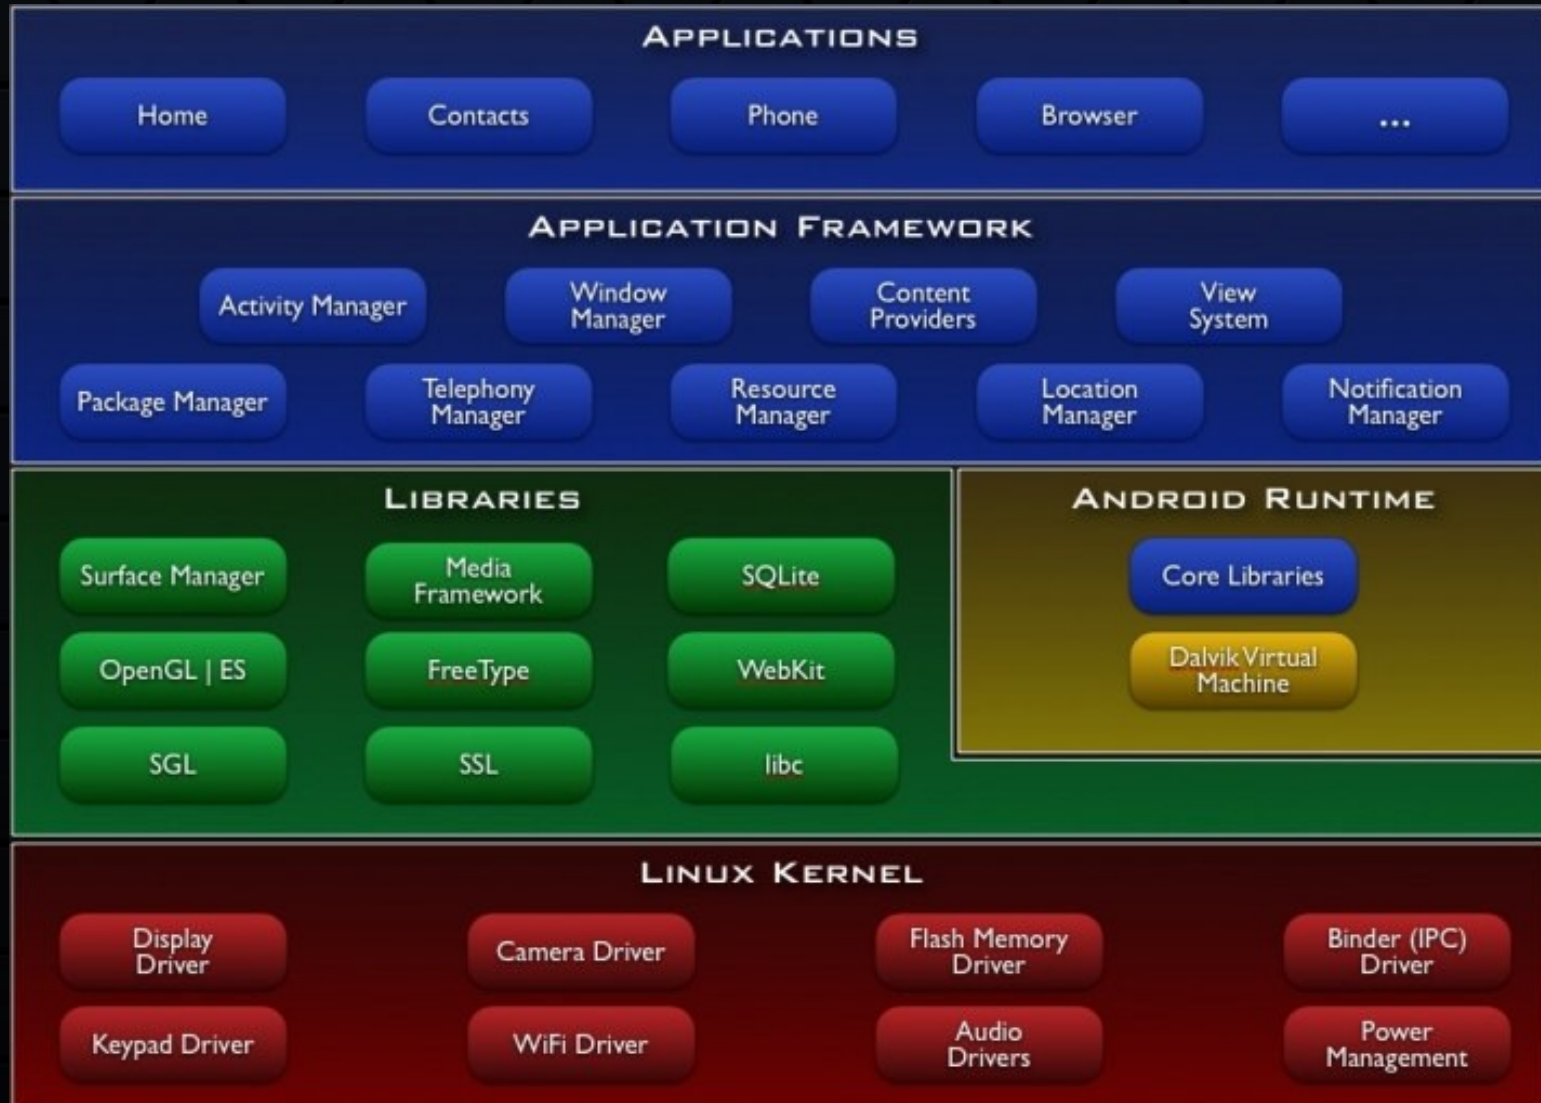 APPLICATIONS
Home
Contacts
Phone
Browser
...
APPLICATION FRAMEWORK
Activity Manager
Window
Manager
Content
Providers
View
System
Package Manager
Telephony
Manager
Resource
Manager
Location
Manager
Notification
Manager
LIBRARIES
Surface Manager
Media
Framework
SQLite
OpenGL | ES
FreeType
WebKit
SGL
SSL
libc
ANDROID RUNTIME
Core Libraries
Dalvik Virtual
Machine
LINUX KERNEL
Display
Driver
Camera Driver
Flash Memory
Driver
Binder (IPC)
Driver
Keypad Driver
WiFi Driver
Audio
Drivers
Power
Management